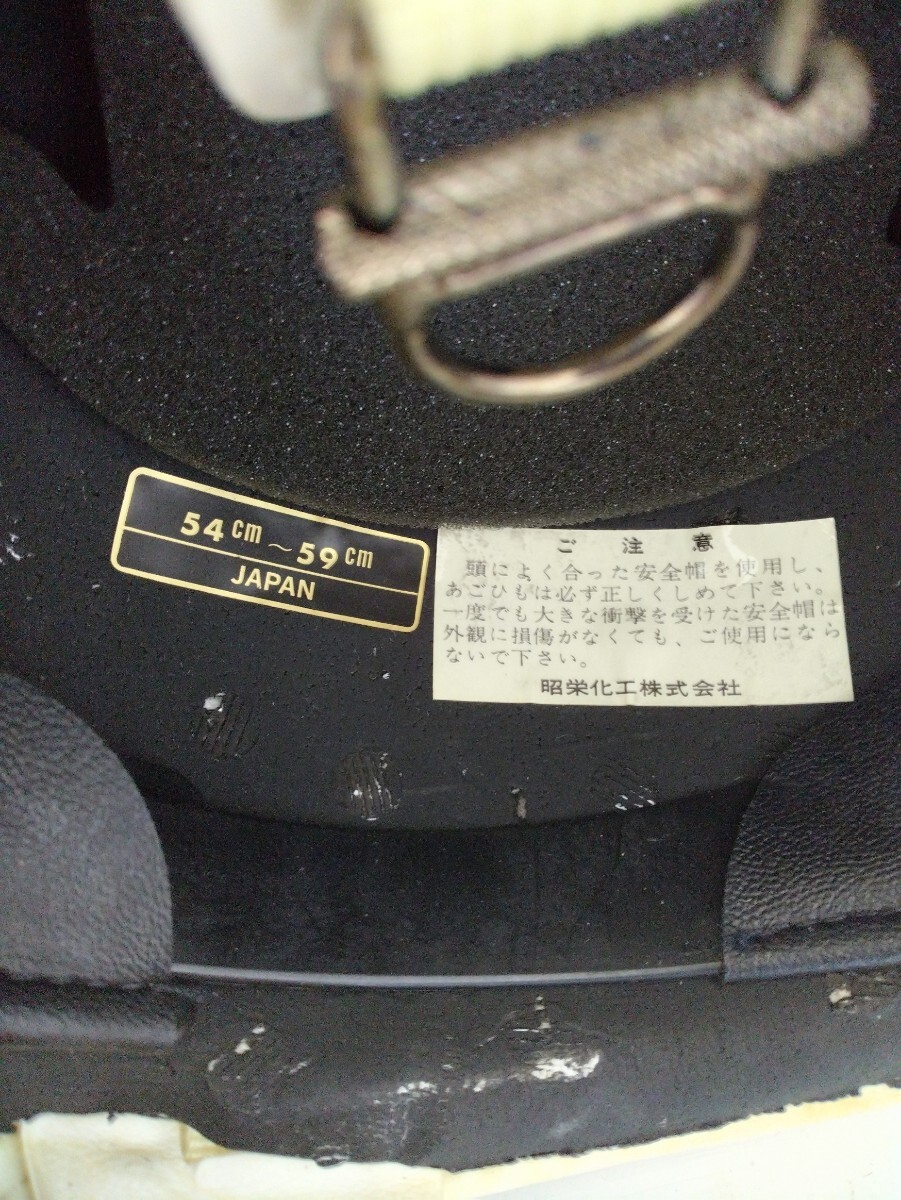 54cm～59cm
JAPAN
ご注意
頭によく合った安全帽を使用し、
あごひもは必ず正しくしめて下さい。
一度でも大きな衝撃を受けた安全帽は
外観に損傷がなくても、ご使用になら
ないで下さい。
昭栄化工株式会社